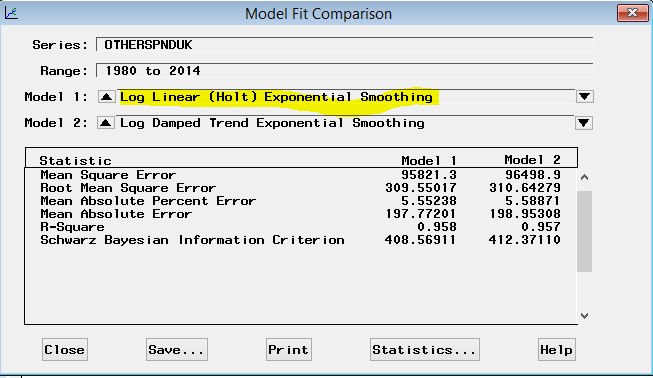 Model Fit Comparison
Series: OTHERSPNDUK
Range: 1980 to 2014
Model 1: Log Linear (Holt) Exponential Smoothing
Model 2: Log Damped Trend Exponential Smoothing
Statistic Model 1 Model 2
Mean Square Error 95821.3 96498.9
Root Mean Square Error 309.55017 310.64279
Mean Absolute Percent Error 5.55238 5.58871
Mean Absolute Error 197.77201 198.95308
R-Square 0.958 0.957
Schwarz Bayesian Information Criterion 408.56911 412.37110
Close Save... Print Statistics... Help